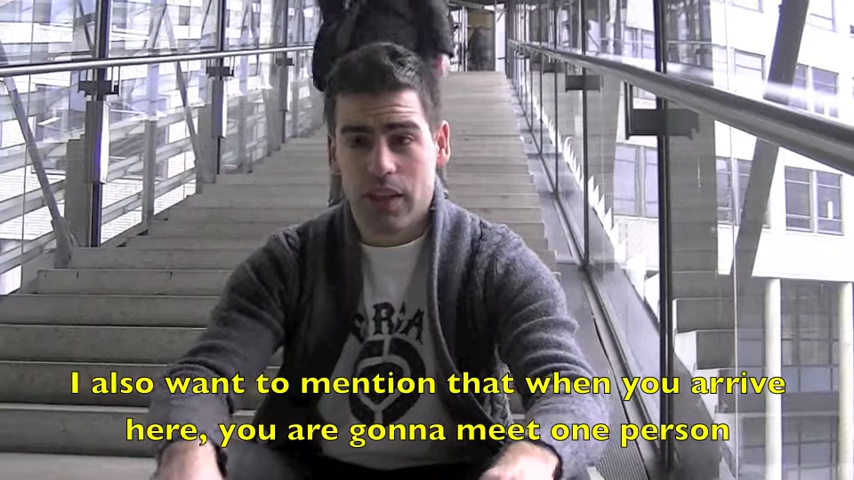 I also want to mention that when you arrive
here, you are gonna meet one person